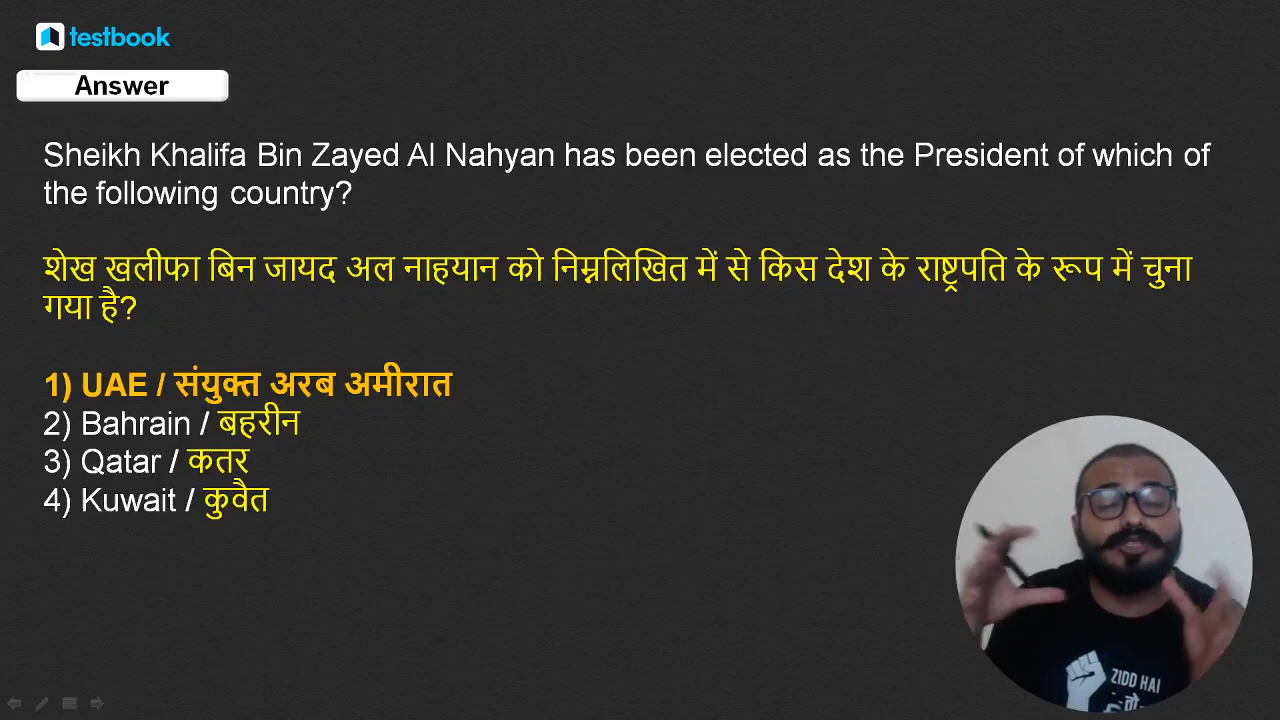 testbook
Answer
Sheikh Khalifa Bin Zayed Al Nahyan has been elected as the President of which of
the following country?
शेख खलीफा बिन जायद अल नाहयान को निम्नलिखित में से किस देश के राष्ट्रपति के रूप में चुना
गया है?
1) UAE / संयुक्त अरब अमीरात
2) Bahrain / बहरीन
3) Qatar / कतर
4) Kuwait / कुवैत
ZIDD HAI
तो